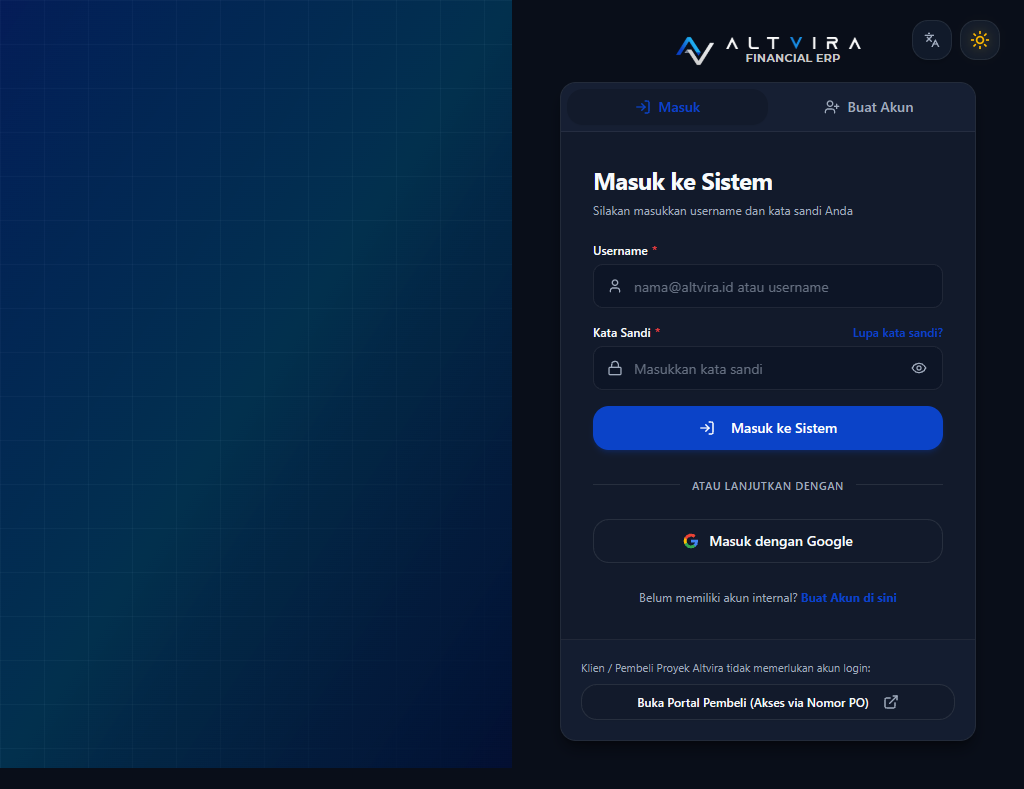 ALTVIRA
FINANCIAL ERP
Masuk
Buat Akun
Masuk ke Sistem
Silakan masukkan username dan kata sandi Anda
Username *
nama@altvira.id atau username
Kata Sandi *
Lupa kata sandi?
Masukkan kata sandi
Masuk ke Sistem
ATAU LANJUTKAN DENGAN
Masuk dengan Google
Belum memiliki akun internal? Buat Akun di sini
Klien / Pembeli Proyek Altvira tidak memerlukan akun login:
Buka Portal Pembeli (Akses via Nomor PO)